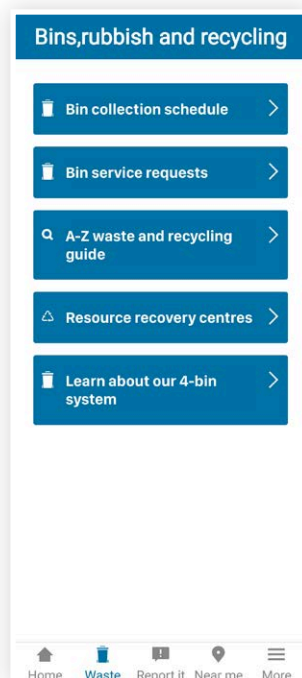 Bins,rubbish and recycling
Bin collection schedule
Bin service requests
A-Z waste and recycling
guide
Resource recovery centres
Learn about our 4-bin
system
Home Waste Report it Near me More